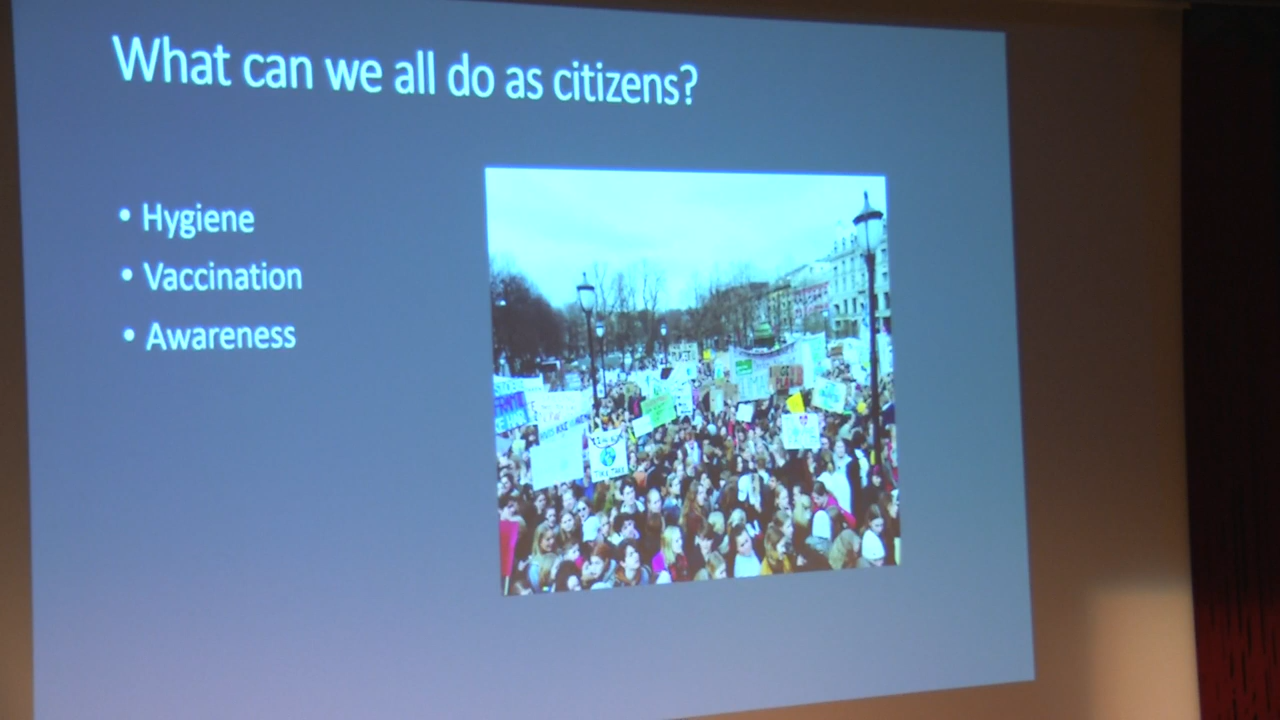 What can we all do as citizens?
• Hygiene
• Vaccination
• Awareness